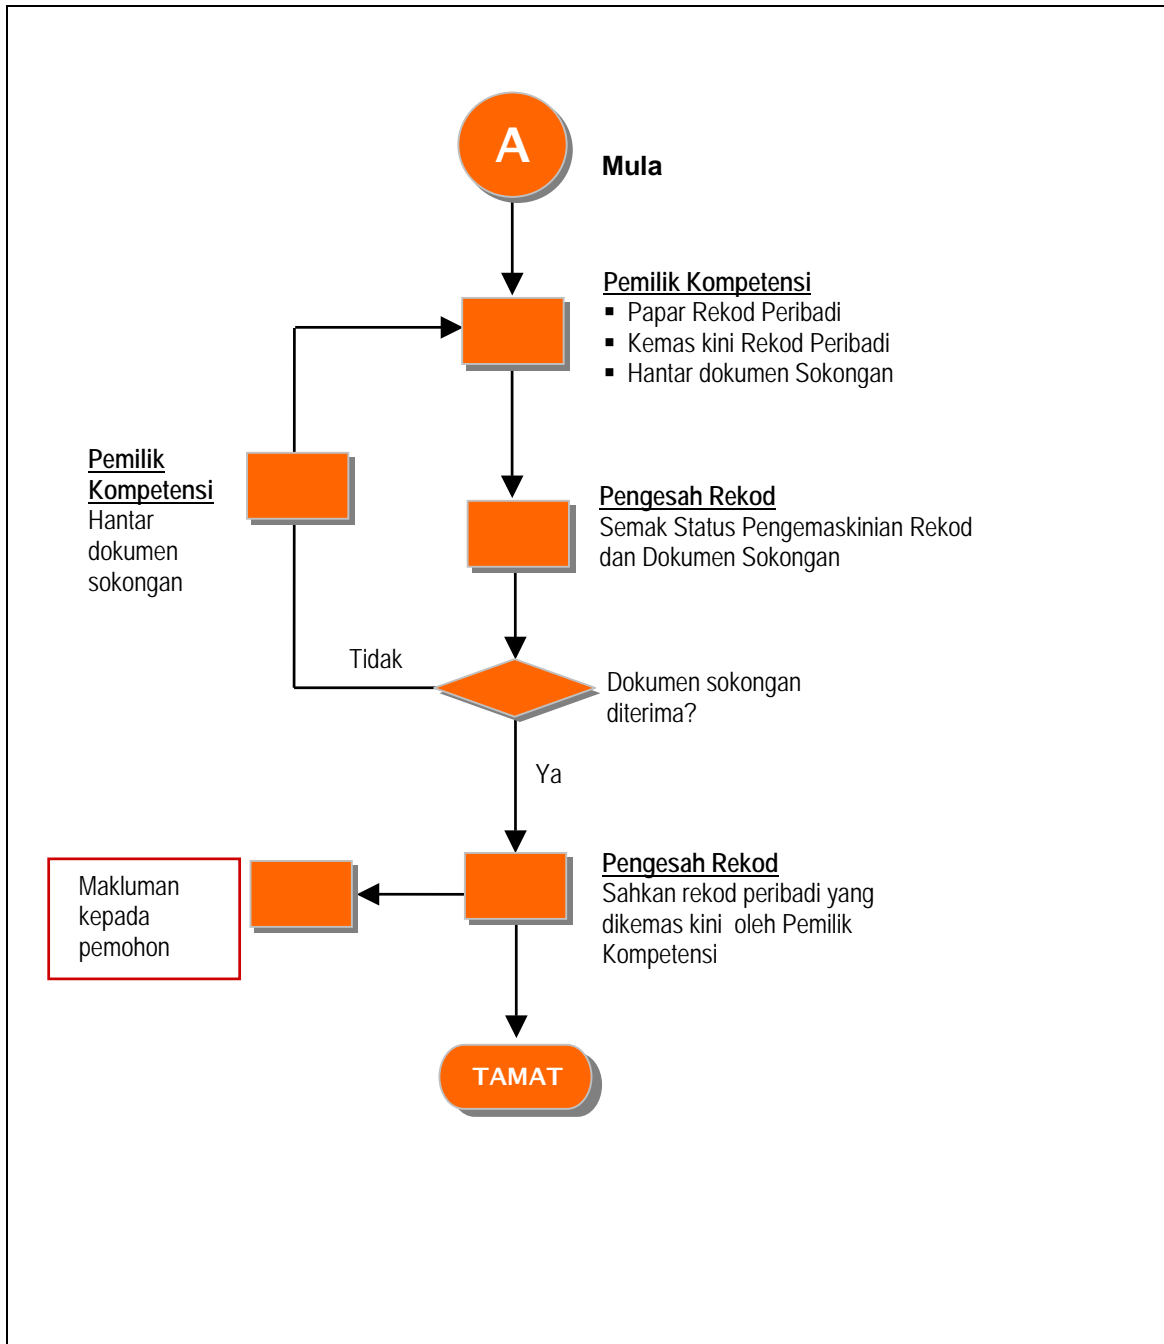 A
Mula
Pemilik Kompetensi
▪ Papar Rekod Peribadi
▪ Kemas kini Rekod Peribadi
▪ Hantar dokumen Sokongan
Pemilik
Kompetensi
Hantar
dokumen
sokongan
Pengesah Rekod
Semak Status Pengemaskinian Rekod
dan Dokumen Sokongan
Tidak
Dokumen sokongan
diterima?
Ya
Makluman
kepada
pemohon
Pengesah Rekod
Sahkan rekod peribadi yang
dikemas kini oleh Pemilik
Kompetensi
TAMAT